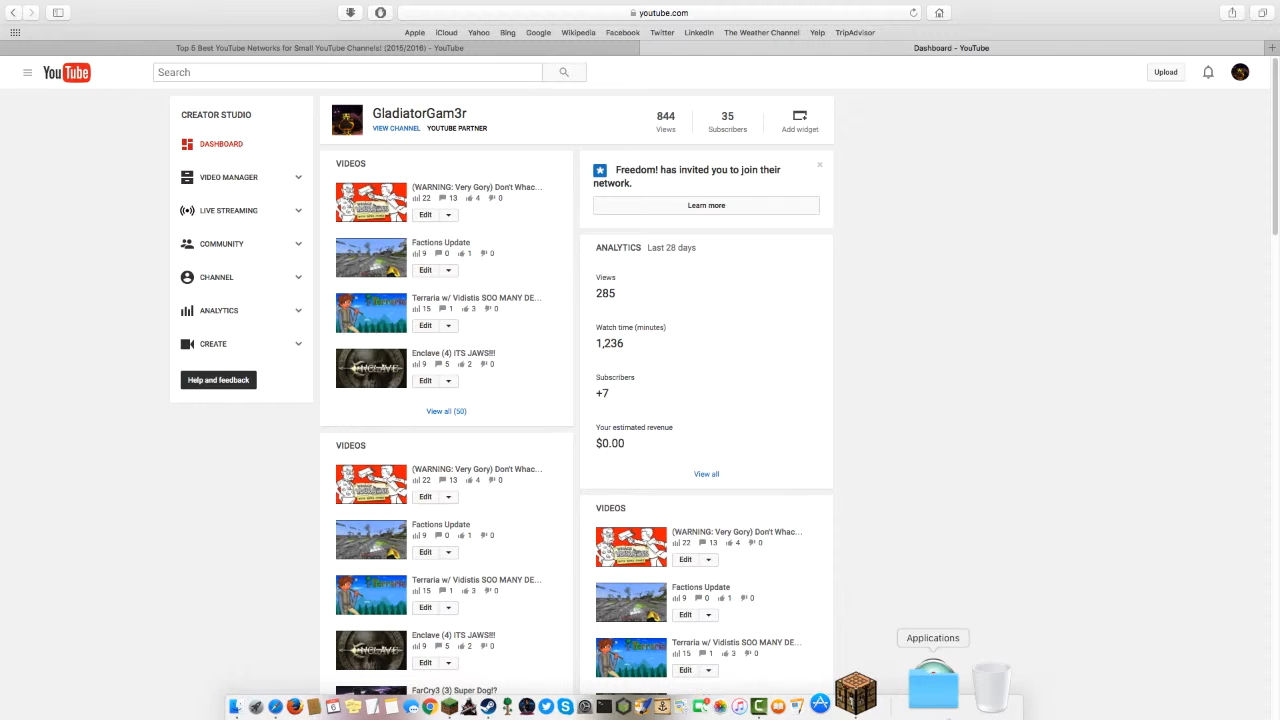 youtube.com
Apple iCloud Yahoo Bing Google Wikipedia Facebook Twitter LinkedIn The Weather Channel Yelp TripAdvisor
Top 5 Best YouTube Networks for Small YouTube Channels! (2015/2016) - YouTube
Dashboard - YouTube
YouTube
Search
Upload
CREATOR STUDIO
DASHBOARD
VIDEO MANAGER
LIVE STREAMING
COMMUNITY
CHANNEL
ANALYTICS
CREATE
Help and feedback
GladiatorGam3r
VIEW CHANNEL YOUTUBE PARTNER
844
Views
35
Subscribers
Add widget
VIDEOS
(WARNING: Very Gory) Don't Whac...
22 13 4 0
Edit
Factions Update
9 0 1 0
Edit
Terraria w/ Vidistis SOO MANY DE...
15 1 3 0
Edit
Enclave (4) ITS JAWS!!!
9 5 2 0
Edit
View all (50)
VIDEOS
(WARNING: Very Gory) Don't Whac...
22 13 4 0
Edit
Factions Update
9 0 1 0
Edit
Terraria w/ Vidistis SOO MANY DE...
15 1 3 0
Edit
Enclave (4) ITS JAWS!!!
9 5 2 0
Edit
FarCry3 (3) Super Dog!?
Freedom! has invited you to join their
network.
Learn more
ANALYTICS Last 28 days
Views
285
Watch time (minutes)
1,236
Subscribers
+7
Your estimated revenue
$0.00
View all
VIDEOS
(WARNING: Very Gory) Don't Whac...
22 13 4 0
Edit
Factions Update
9 0 1 0
Edit
Terraria w/ Vidistis SOO MANY DE...
15 1 3 0
Edit
Applications